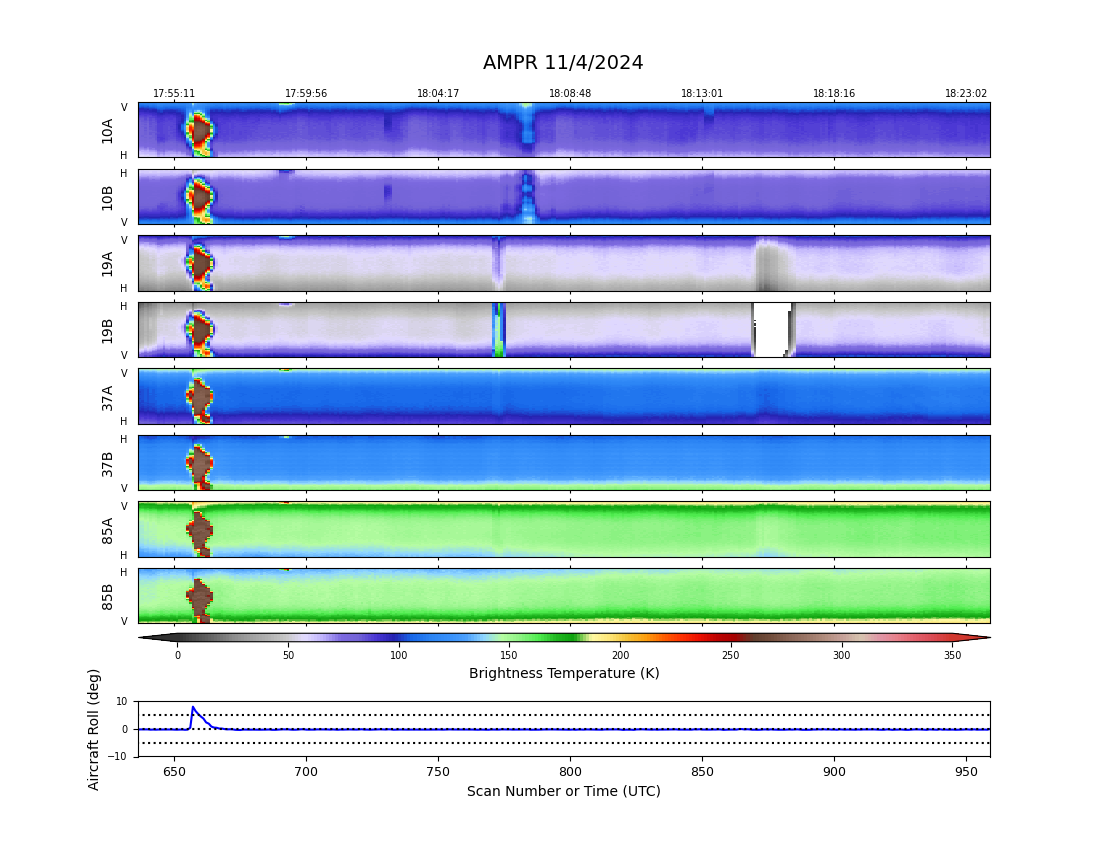 AMPR 11/4/2024
17:55:11 17:59:56 18:04:17 18:08:48 18:13:01 18:18:16 18:23:02
V
10A
H
H
10B
V
V
19A
H
H
19B
V
V
37A
H
H
37B
V
V
85A
H
H
85B
V
0 50 100 150 200 250 300 350
Brightness Temperature (K)
Aircraft Roll (deg)
10
0
−10
650 700 750 800 850 900 950
Scan Number or Time (UTC)